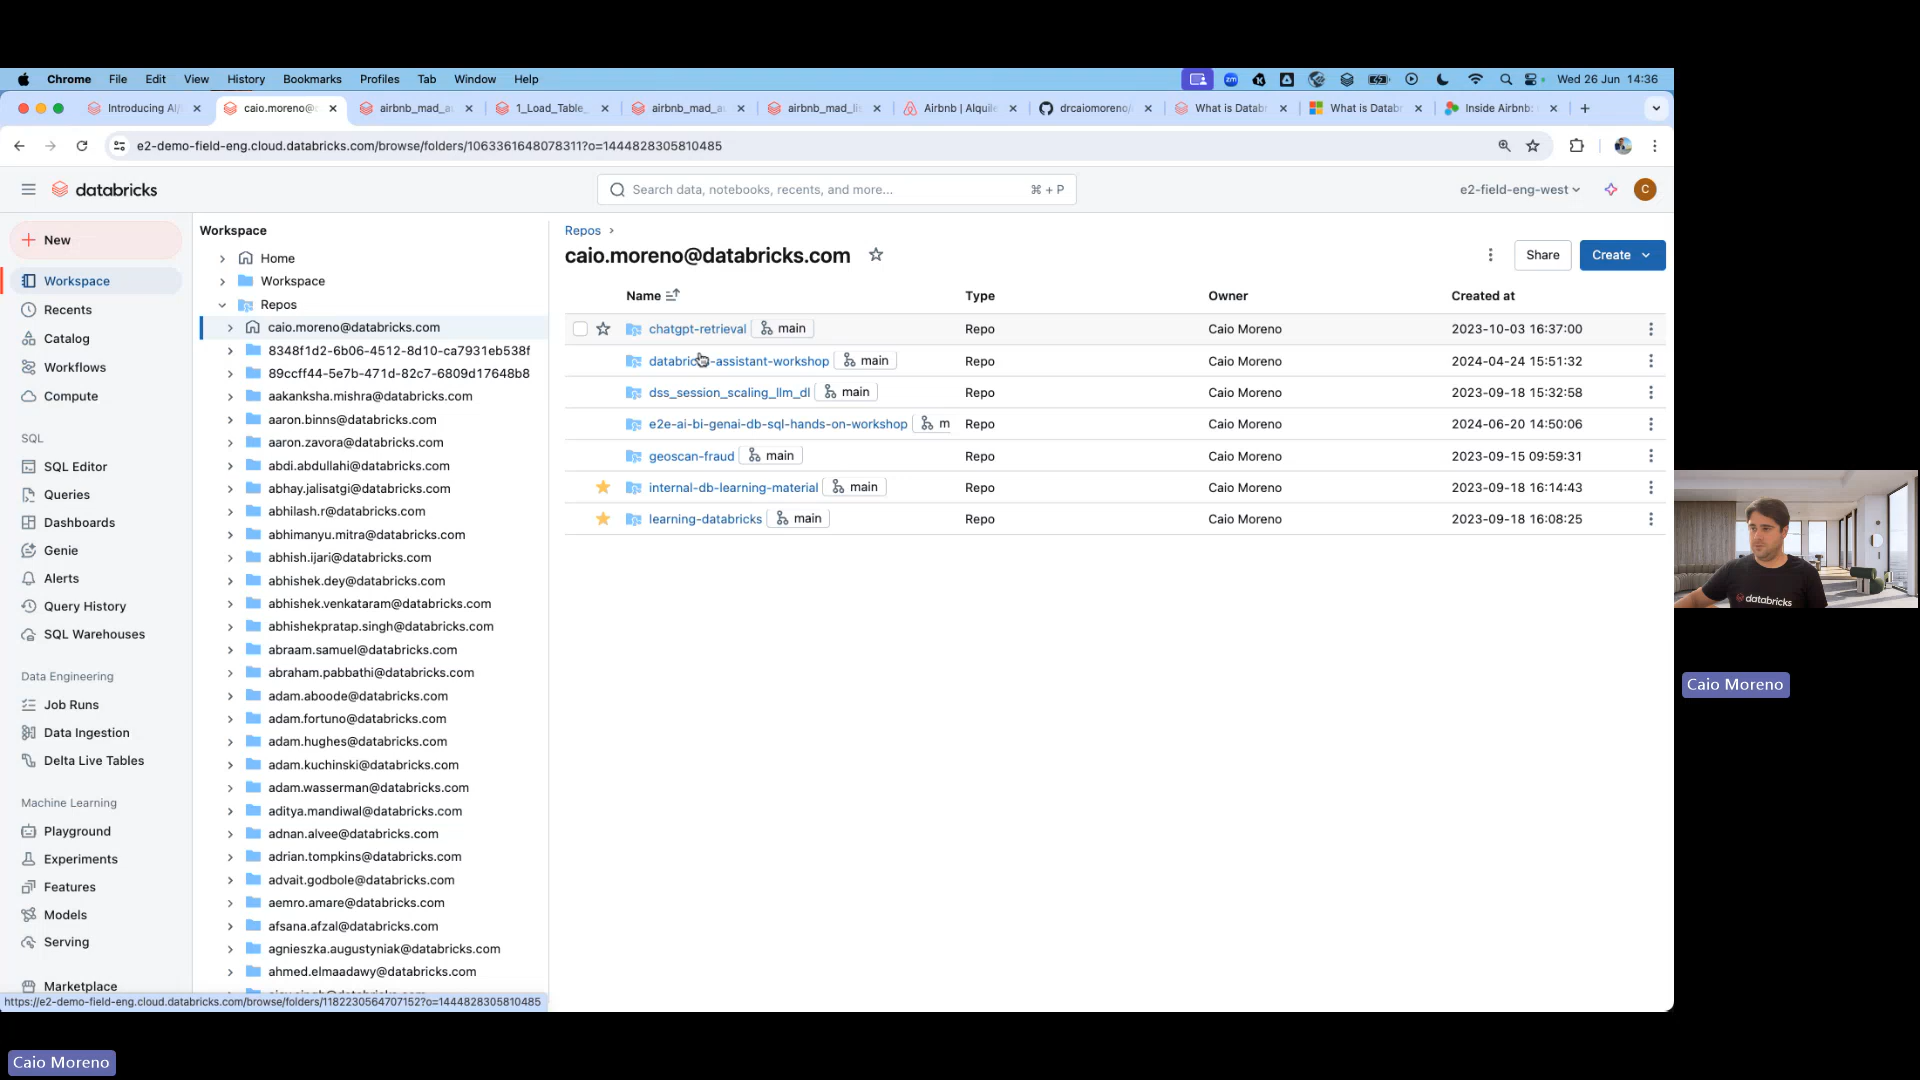 Chrome File Edit View History Bookmarks Profiles Tab Window Help
zm
Wed 26 Jun 14:36
Introducing AI/
caio.moreno@
airbnb_mad_a
1_Load_Table_
airbnb_mad_a
airbnb_mad_lis
Airbnb | Alquile
drcaiomoreno/
What is Databr
What is Databr
Inside Airbnb:
e2-demo-field-eng.cloud.databricks.com/browse/folders/1063361648078311?o=1444828305810485
databricks
Search data, notebooks, recents, and more...
⌘ + P
e2-field-eng-west
C
New
Workspace
Recents
Catalog
Workflows
Compute
SQL
SQL Editor
Queries
Dashboards
Genie
Alerts
Query History
SQL Warehouses
Data Engineering
Job Runs
Data Ingestion
Delta Live Tables
Machine Learning
Playground
Experiments
Features
Models
Serving
Marketplace
Workspace
Home
Workspace
Repos
caio.moreno@databricks.com
8348f1d2-6b06-4512-8d10-ca7931eb538f
89ccff44-5e7b-471d-82c7-6809d17648b8
aakanksha.mishra@databricks.com
aaron.binns@databricks.com
aaron.zavora@databricks.com
abdi.abdullahi@databricks.com
abhay.jalisatgi@databricks.com
abhilash.r@databricks.com
abhimanyu.mitra@databricks.com
abhish.ijari@databricks.com
abhishek.dey@databricks.com
abhishek.venkataram@databricks.com
abhishekpratap.singh@databricks.com
abraam.samuel@databricks.com
abraham.pabbathi@databricks.com
adam.aboode@databricks.com
adam.fortuno@databricks.com
adam.hughes@databricks.com
adam.kuchinski@databricks.com
adam.wasserman@databricks.com
aditya.mandiwal@databricks.com
adnan.alvee@databricks.com
adrian.tompkins@databricks.com
advait.godbole@databricks.com
aemro.amare@databricks.com
afsana.afzal@databricks.com
agnieszka.augustyniak@databricks.com
ahmed.elmaadawy@databricks.com
https://e2-demo-field-eng.cloud.databricks.com/browse/folders/1182230564707152?o=1444828305810485
Repos
caio.moreno@databricks.com
Share
Create
Name Type Owner Created at
chatgpt-retrieval main Repo Caio Moreno 2023-10-03 16:37:00
databricks-assistant-workshop main Repo Caio Moreno 2024-04-24 15:51:32
dss_session_scaling_llm_dl main Repo Caio Moreno 2023-09-18 15:32:58
e2e-ai-bi-genai-db-sql-hands-on-workshop m Repo Caio Moreno 2024-06-20 14:50:06
geoscan-fraud main Repo Caio Moreno 2023-09-15 09:59:31
internal-db-learning-material main Repo Caio Moreno 2023-09-18 16:14:43
learning-databricks main Repo Caio Moreno 2023-09-18 16:08:25
databricks
Caio Moreno
Caio Moreno